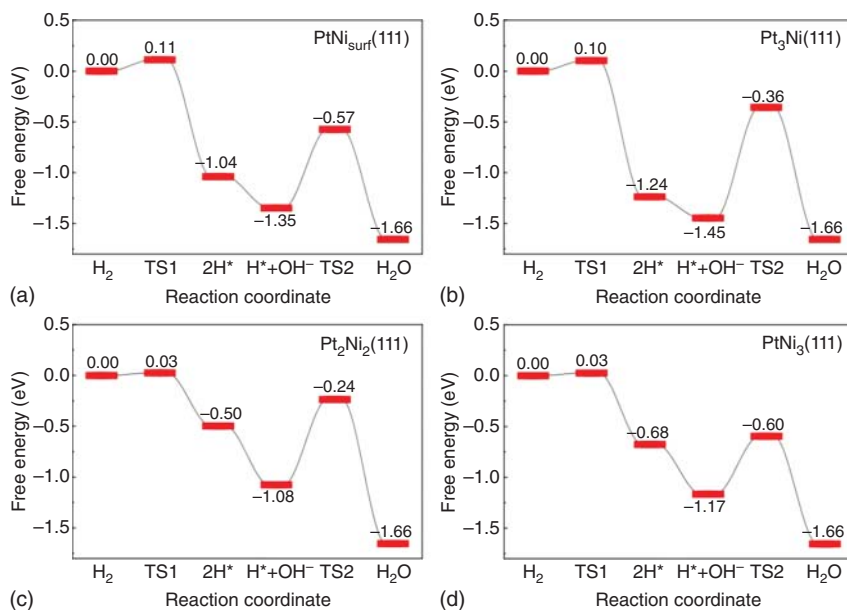 PtNi_surf(111)
Free energy (eV)
0.5
0.0
−0.5
−1.0
−1.5
0.00
0.11
−1.04
−1.35
−0.57
−1.66
H₂ TS1 2H* H*+OH⁻ TS2 H₂O
(a) Reaction coordinate
Pt₃Ni(111)
Free energy (eV)
0.5
0.0
−0.5
−1.0
−1.5
0.00
0.10
−1.24
−1.45
−0.36
−1.66
H₂ TS1 2H* H*+OH⁻ TS2 H₂O
(b) Reaction coordinate
Pt₂Ni₂(111)
Free energy (eV)
0.5
0.0
−0.5
−1.0
−1.5
0.00
0.03
−0.50
−1.08
−0.24
−1.66
H₂ TS1 2H* H*+OH⁻ TS2 H₂O
(c) Reaction coordinate
PtNi₃(111)
Free energy (eV)
0.5
0.0
−0.5
−1.0
−1.5
0.00
0.03
−0.68
−1.17
−0.60
−1.66
H₂ TS1 2H* H*+OH⁻ TS2 H₂O
(d) Reaction coordinate